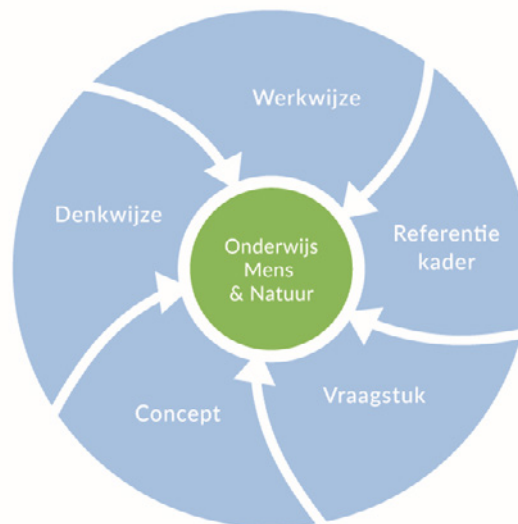 Werkwijze
Denkwijze
Referentie
kader
Onderwijs
Mens
& Natuur
Concept
Vraagstuk